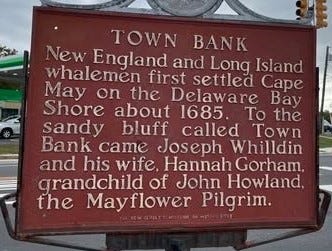 TOWN BANK
New England and Long Island
whalemen first settled Cape
May on the Delaware Bay
Shore about 1685. To the
sandy bluff called Town
Bank came Joseph Whilldin
and his wife, Hannah Gorham,
grandchild of John Howland,
the Mayflower Pilgrim.